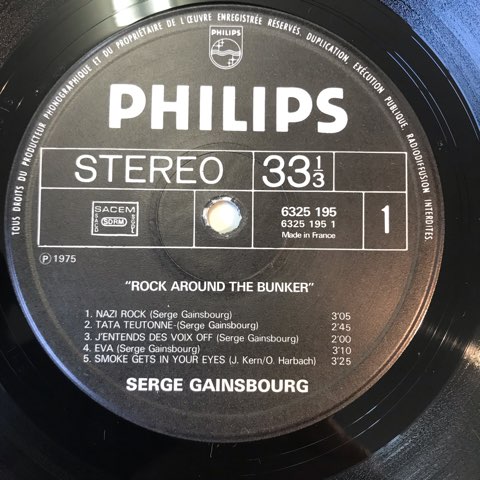 TOUS DROITS DU PRODUCTEUR PHONOGRAPHIQUE ET DU PROPRIETAIRE DE L'ŒUVRE ENREGISTRÉE RÉSERVÉS. DUPLICATION, EXÉCUTION PUBLIQUE, RADIODIFFUSION INTERDITES.
PHILIPS
PHILIPS
STEREO 33 1/3
SACEM
SACD SDRM SGDL
6325 195
6325 195 1
Made in France
1
Ⓟ 1975
"ROCK AROUND THE BUNKER"
1. NAZI ROCK (Serge Gainsbourg) 3'05
2. TATA TEUTONNE (Serge Gainsbourg) 2'45
3. J'ENTENDS DES VOIX OFF (Serge Gainsbourg) 2'00
4. EVA (Serge Gainsbourg) 3'10
5. SMOKE GETS IN YOUR EYES (J. Kern/O. Harbach) 3'25
SERGE GAINSBOURG